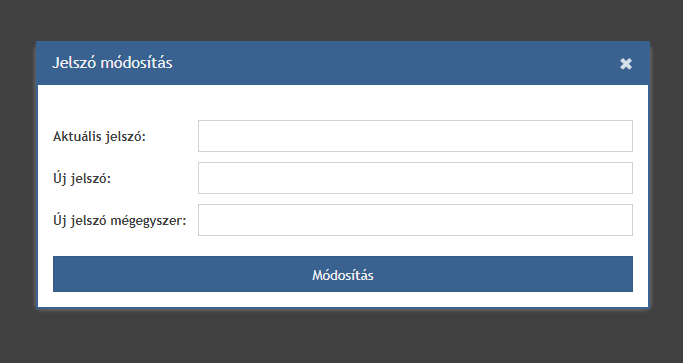 Jelszó módosítás
Aktuális jelszó:
Új jelszó:
Új jelszó mégegyszer:
Módosítás